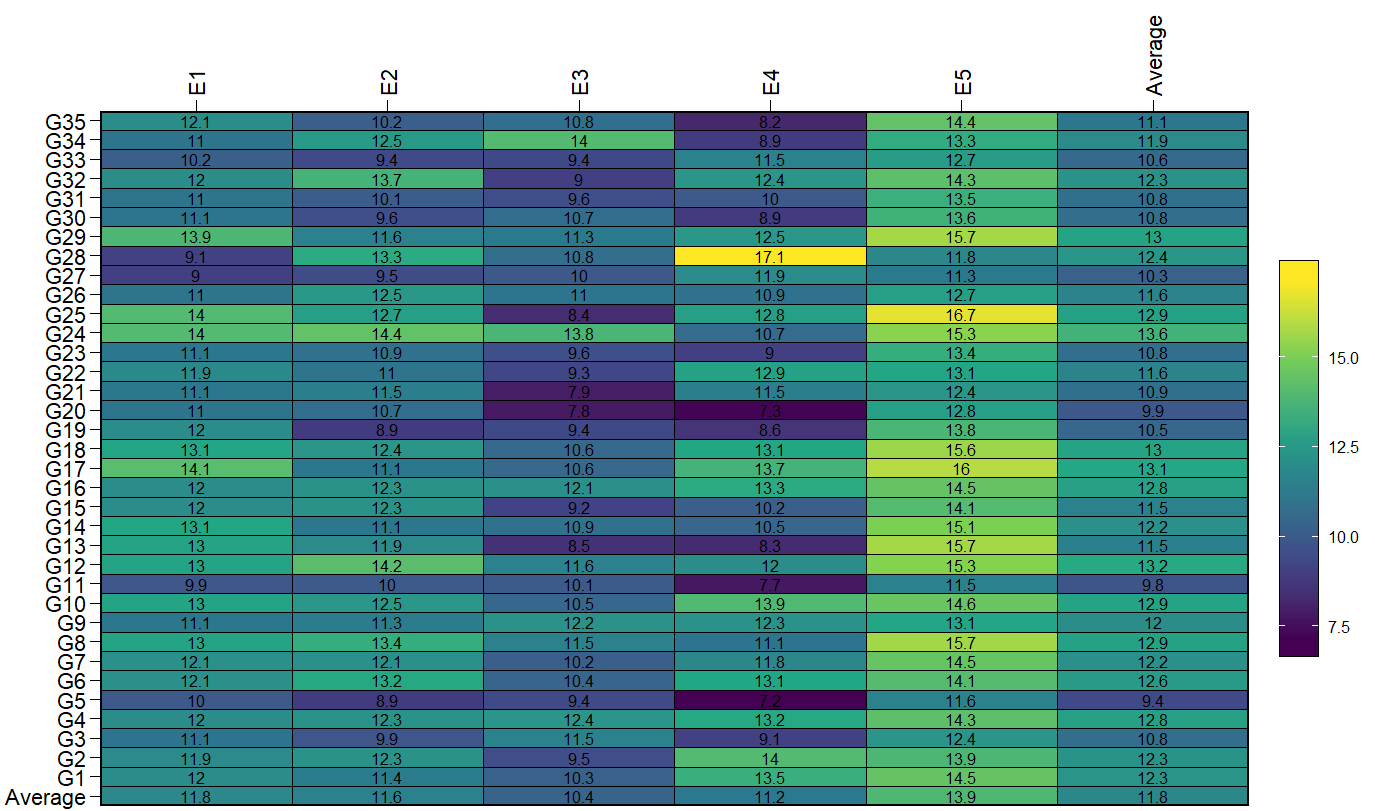 E1 E2 E3 E4 E5 Average
G35 12.1 10.2 10.8 8.2 14.4 11.1
G34 11 12.5 14 8.9 13.3 11.9
G33 10.2 9.4 9.4 11.5 12.7 10.6
G32 12 13.7 9 12.4 14.3 12.3
G31 11 10.1 9.6 10 13.5 10.8
G30 11.1 9.6 10.7 8.9 13.6 10.8
G29 13.9 11.6 11.3 12.5 15.7 13
G28 9.1 13.3 10.8 17.1 11.8 12.4
G27 9 9.5 10 11.9 11.3 10.3
G26 11 12.5 11 10.9 12.7 11.6
G25 14 12.7 8.4 12.8 16.7 12.9
G24 14 14.4 13.8 10.7 15.3 13.6
G23 11.1 10.9 9.6 9 13.4 10.8
G22 11.9 11 9.3 12.9 13.1 11.6
G21 11.1 11.5 7.9 11.5 12.4 10.9
G20 11 10.7 7.8 7.3 12.8 9.9
G19 12 8.9 9.4 8.6 13.8 10.5
G18 13.1 12.4 10.6 13.1 15.6 13
G17 14.1 11.1 10.6 13.7 16 13.1
G16 12 12.3 12.1 13.3 14.5 12.8
G15 12 12.3 9.2 10.2 14.1 11.5
G14 13.1 11.1 10.9 10.5 15.1 12.2
G13 13 11.9 8.5 8.3 15.7 11.5
G12 13 14.2 11.6 12 15.3 13.2
G11 9.9 10 10.1 7.7 11.5 9.8
G10 13 12.5 10.5 13.9 14.6 12.9
G9 11.1 11.3 12.2 12.3 13.1 12
G8 13 13.4 11.5 11.1 15.7 12.9
G7 12.1 12.1 10.2 11.8 14.5 12.2
G6 12.1 13.2 10.4 13.1 14.1 12.6
G5 10 8.9 9.4 7.2 11.6 9.4
G4 12 12.3 12.4 13.2 14.3 12.8
G3 11.1 9.9 11.5 9.1 12.4 10.8
G2 11.9 12.3 9.5 14 13.9 12.3
G1 12 11.4 10.3 13.5 14.5 12.3
Average 11.8 11.6 10.4 11.2 13.9 11.8
15.0
12.5
10.0
7.5